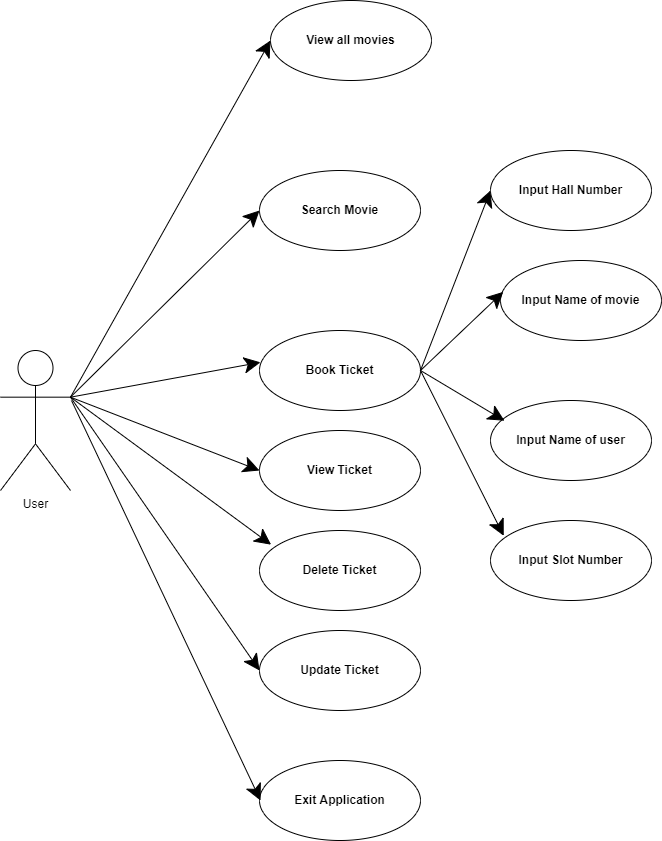 View all movies
Search Movie
Input Hall Number
Input Name of movie
Book Ticket
Input Name of user
View Ticket
User
Delete Ticket
Input Slot Number
Update Ticket
Exit Application